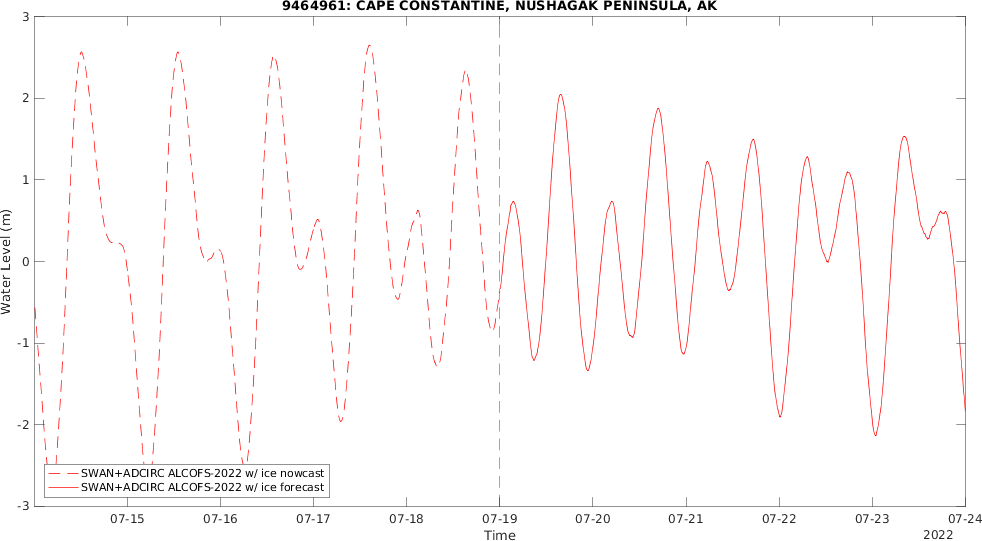 9464961: CAPE CONSTANTINE, NUSHAGAK PENINSULA, AK
3
2
1
0
-1
-2
-3
Water Level (m)
SWAN+ADCIRC ALCOFS-2022 w/ ice nowcast
SWAN+ADCIRC ALCOFS-2022 w/ ice forecast
07-15 07-16 07-17 07-18 07-19 07-20 07-21 07-22 07-23 07-24
Time
2022